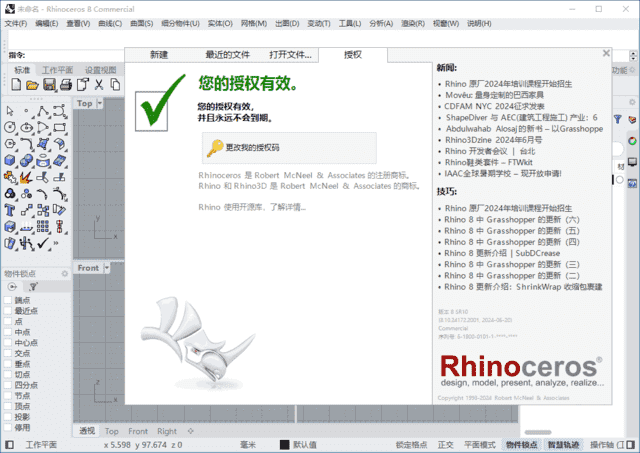 未命名 - Rhinoceros 8 Commercial
文件(F) 编辑(E) 查看(V) 曲线(C) 曲面(S) 细分物件(U) 实体(O) 网格(M) 出图(D) 变动(T) 工具(L) 分析(A) 渲染(R) 视窗(W) 说明(H)
指令:
标准 工作平面 设置视图
功能
新建 最近的文件 打开文件... 授权
您的授权有效。
您的授权有效,
并且永远不会到期。
更改我的授权码
Rhinoceros 是 Robert McNeel & Associates 的注册商标。
Rhino 和 Rhino3D 是 Robert McNeel & Associates 的商标。
Rhino 使用开源库、了解详情...
新闻:
• Rhino 原厂2024年培训课程开始招生
• Movêu: 量身定制的巴西家具
• CDFAM NYC 2024征求发表
• ShapeDiver 与 AEC(建筑工程施工) 产业: 6
• Abdulwahab Alosaj的新书 – 以Grasshoppe
• Rhino3Dzine 2024年6月号
• Rhino 开发者会议 | 台北
• Rhino鞋类套件 – FTWkit
• IAAC全球暑期学校 – 现开放申请!
技巧:
• Rhino 原厂2024年培训课程开始招生
• Rhino 8 中 Grasshopper 的更新（六）
• Rhino 8 中 Grasshopper 的更新（五）
• Rhino 8 中 Grasshopper 的更新（四）
• Rhino 8 更新介绍 | SubDCrease
• Rhino 8 中 Grasshopper 的更新（三）
• Rhino 8 中 Grasshopper 的更新（二）
• Rhino 8 更新介绍：ShrinkWrap 收缩包裹建
版本 8 SR10
Commercial
Rhinoceros®
design, model, present, analyze, realize...
Copyright 1993-2024 Robert McNeel & Associates
Top
y
x
Front
z
x
物件锁点
端点
最近点
点
中点
中心点
交点
垂点
切点
四分点
节点
顶点
投影
停用
透视 Top Front Right
工作平面 x 5.598 y 97.674 z 0 毫米 默认值 锁定格点 正交 平面模式 物件锁点 智慧轨迹 操作轴